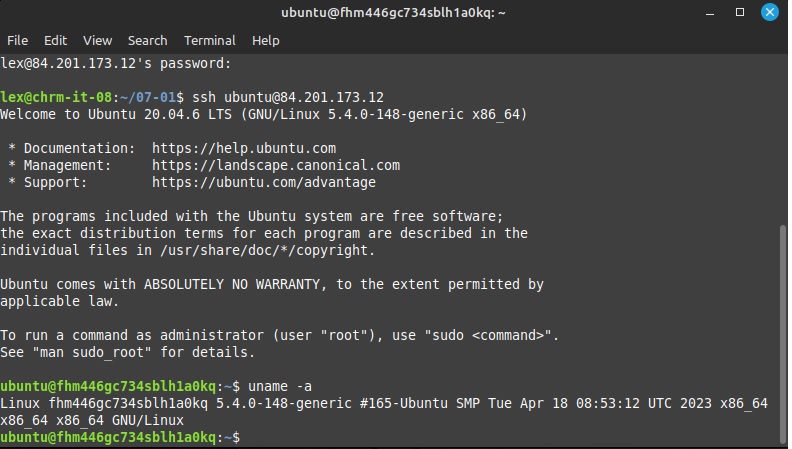 ubuntu@fhm446gc734sblh1a0kq: ~
File Edit View Search Terminal Help
lex@84.201.173.12's password:
lex@chrm-it-08:~/07-01$ ssh ubuntu@84.201.173.12
Welcome to Ubuntu 20.04.6 LTS (GNU/Linux 5.4.0-148-generic x86_64)
* Documentation:  https://help.ubuntu.com
* Management:     https://landscape.canonical.com
* Support:        https://ubuntu.com/advantage
The programs included with the Ubuntu system are free software;
the exact distribution terms for each program are described in the
individual files in /usr/share/doc/*/copyright.
Ubuntu comes with ABSOLUTELY NO WARRANTY, to the extent permitted by
applicable law.
To run a command as administrator (user "root"), use "sudo <command>".
See "man sudo_root" for details.
ubuntu@fhm446gc734sblh1a0kq:~$ uname -a
Linux fhm446gc734sblh1a0kq 5.4.0-148-generic #165-Ubuntu SMP Tue Apr 18 08:53:12 UTC 2023 x86_64
x86_64 x86_64 GNU/Linux
ubuntu@fhm446gc734sblh1a0kq:~$